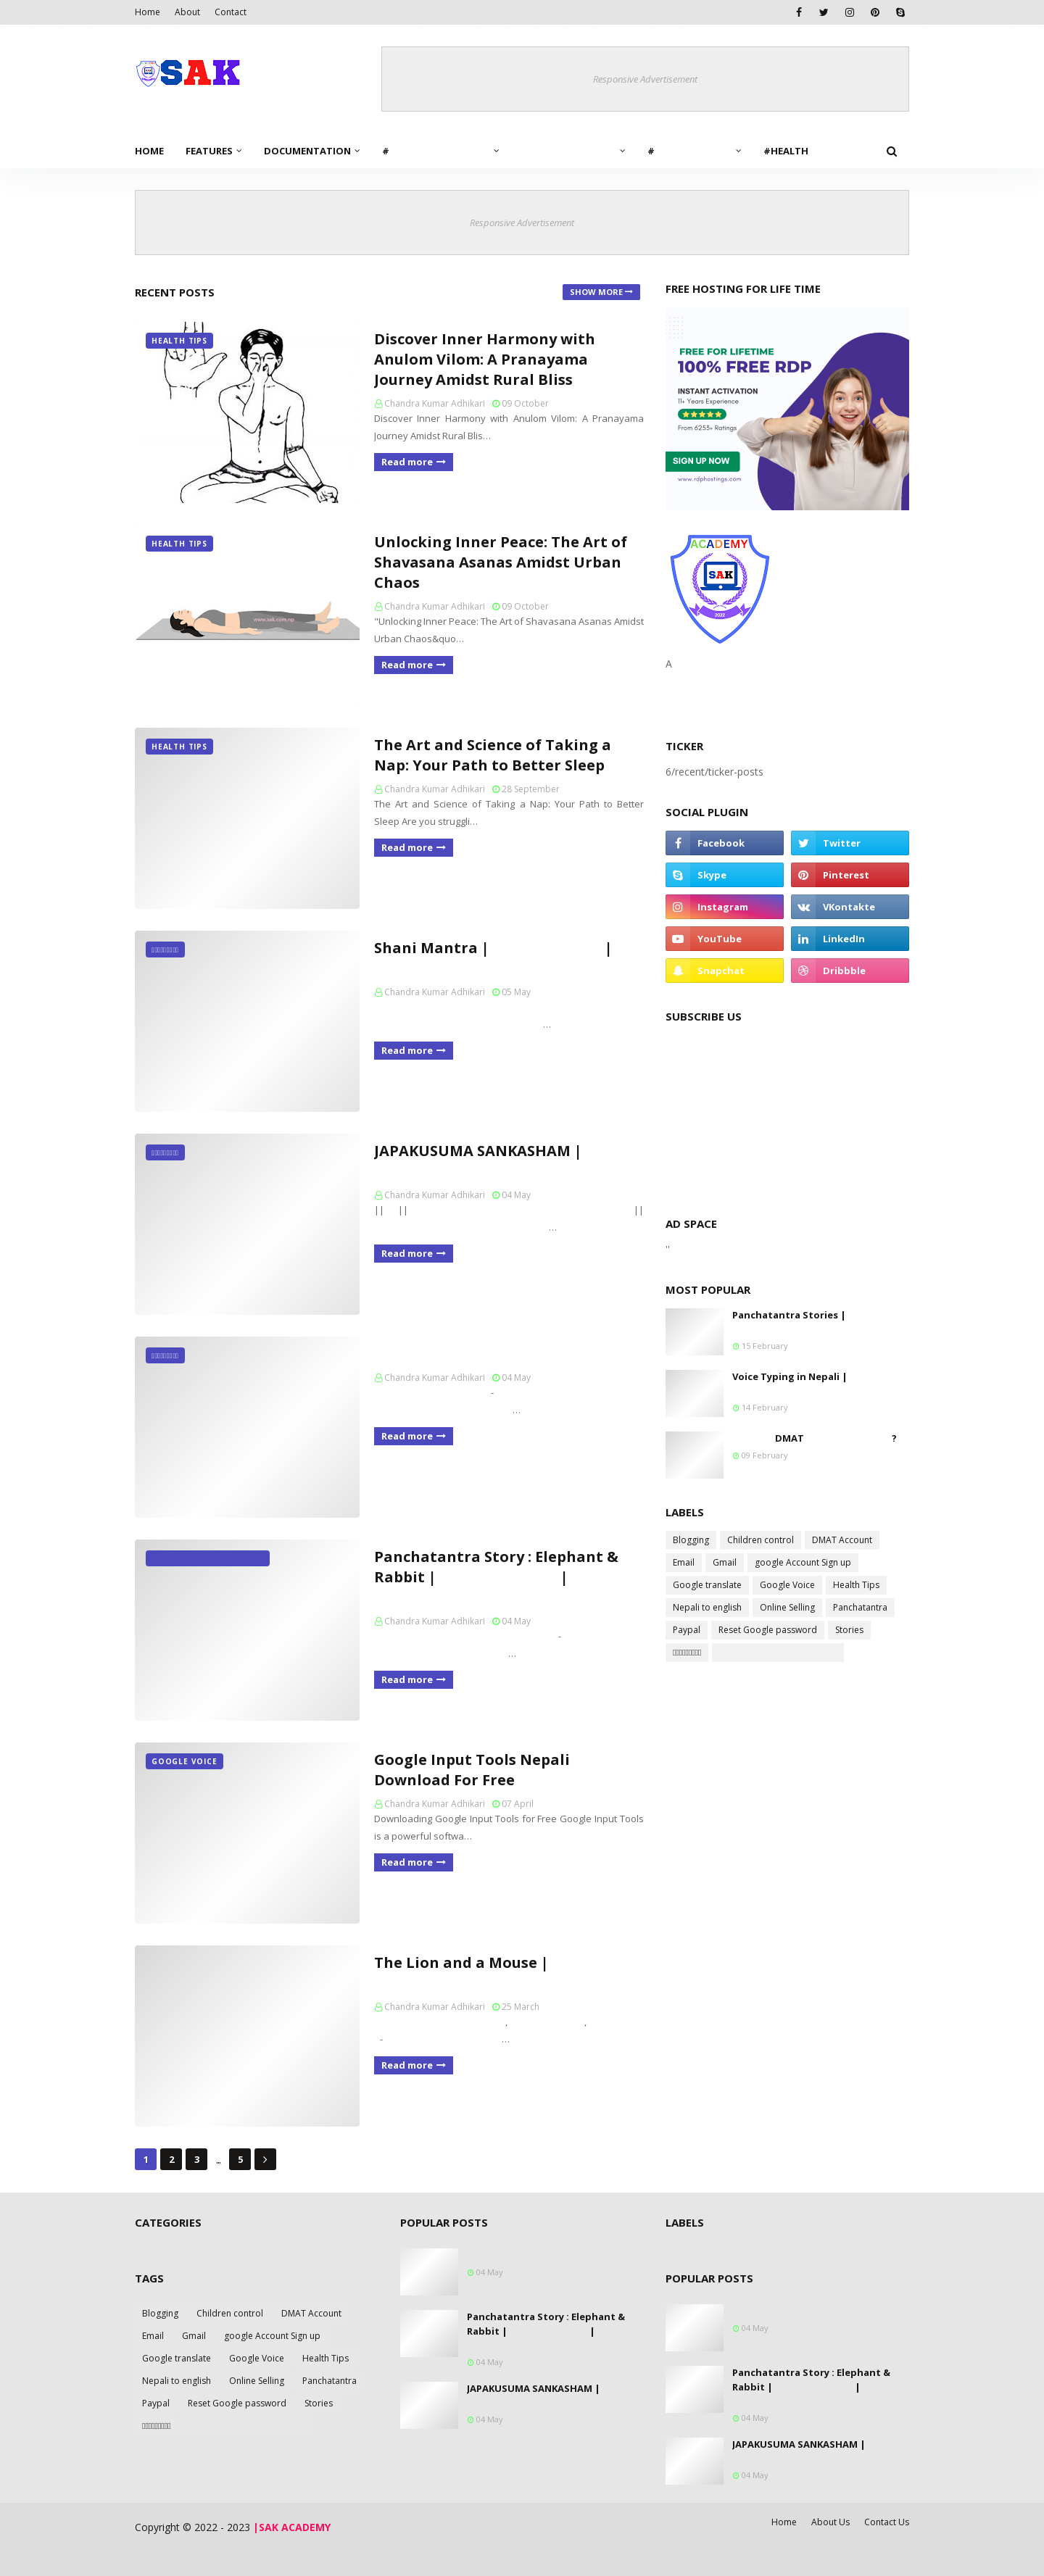 Home About Contact
SAK
Responsive Advertisement
HOME FEATURES DOCUMENTATION # # #HEALTH
Responsive Advertisement
RECENT POSTS
SHOW MORE
HEALTH TIPS
Discover Inner Harmony with
Anulom Vilom: A Pranayama
Journey Amidst Rural Bliss
Chandra Kumar Adhikari 09 October
Discover Inner Harmony with Anulom Vilom: A Pranayama
Journey Amidst Rural Blis…
Read more
HEALTH TIPS
www.sak.com.np
Unlocking Inner Peace: The Art of
Shavasana Asanas Amidst Urban
Chaos
Chandra Kumar Adhikari 09 October
"Unlocking Inner Peace: The Art of Shavasana Asanas Amidst
Urban Chaos&quo…
Read more
HEALTH TIPS
The Art and Science of Taking a
Nap: Your Path to Better Sleep
Chandra Kumar Adhikari 28 September
The Art and Science of Taking a Nap: Your Path to Better
Sleep Are you struggli…
Read more
Shani Mantra | |
Chandra Kumar Adhikari 05 May
…
Read more
JAPAKUSUMA SANKASHAM |
Chandra Kumar Adhikari 04 May
|| || ||
…
Read more
Chandra Kumar Adhikari 04 May
-
…
Read more
Panchatantra Story : Elephant &
Rabbit | |
Chandra Kumar Adhikari 04 May
-
…
Read more
GOOGLE VOICE
Google Input Tools Nepali
Download For Free
Chandra Kumar Adhikari 07 April
Downloading Google Input Tools for Free Google Input Tools
is a powerful softwa…
Read more
The Lion and a Mouse |
Chandra Kumar Adhikari 25 March
, ,
- …
Read more
1 2 3 ... 5
FREE HOSTING FOR LIFE TIME
FREE FOR LIFETIME
100% FREE RDP
INSTANT ACTIVATION
11+ Years Experience
From 6255+ Ratings
SIGN UP NOW
www.rdphostings.com
ACADEMY
SAK
2022
A
TICKER
6/recent/ticker-posts
SOCIAL PLUGIN
Facebook Twitter
Skype Pinterest
Instagram VKontakte
YouTube LinkedIn
Snapchat Dribbble
SUBSCRIBE US
AD SPACE
..
MOST POPULAR
Panchatantra Stories |
15 February
Voice Typing in Nepali |
14 February
DMAT ?
09 February
LABELS
Blogging Children control DMAT Account
Email Gmail google Account Sign up
Google translate Google Voice Health Tips
Nepali to english Online Selling Panchatantra
Paypal Reset Google password Stories
CATEGORIES
TAGS
Blogging Children control DMAT Account
Email Gmail google Account Sign up
Google translate Google Voice Health Tips
Nepali to english Online Selling Panchatantra
Paypal Reset Google password Stories
POPULAR POSTS
04 May
Panchatantra Story : Elephant &
Rabbit | |
04 May
JAPAKUSUMA SANKASHAM |
04 May
LABELS
POPULAR POSTS
04 May
Panchatantra Story : Elephant &
Rabbit | |
04 May
JAPAKUSUMA SANKASHAM |
04 May
Copyright © 2022 - 2023 |SAK ACADEMY
Home About Us Contact Us